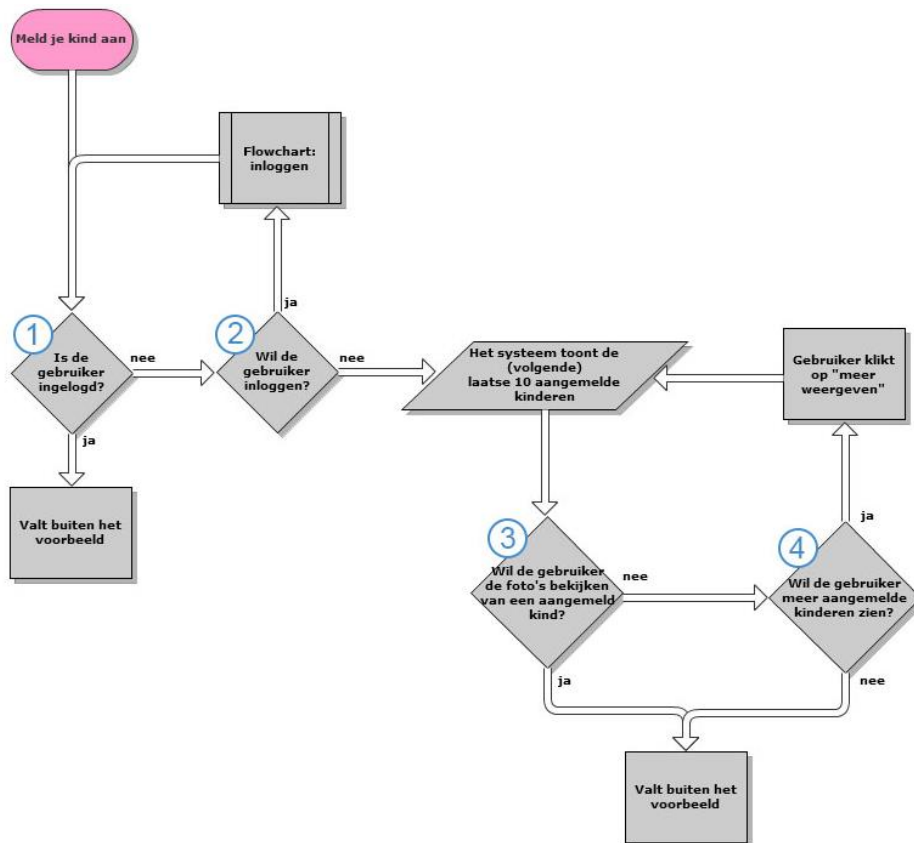 Meld je kind aan
Flowchart:
inloggen
ja
1
Is de
gebruiker
ingelogd?
nee
2
Wil de
gebruiker
inloggen?
nee
Het systeem toont de
(volgende)
laatse 10 aangemelde
kinderen
Gebruiker klikt
op "meer
weergeven"
ja
Valt buiten het
voorbeeld
3
Wil de gebruiker
de foto's bekijken
van een aangemeld
kind?
nee
ja
4
Wil de gebruiker
meer aangemelde
kinderen zien?
ja
nee
Valt buiten het
voorbeeld